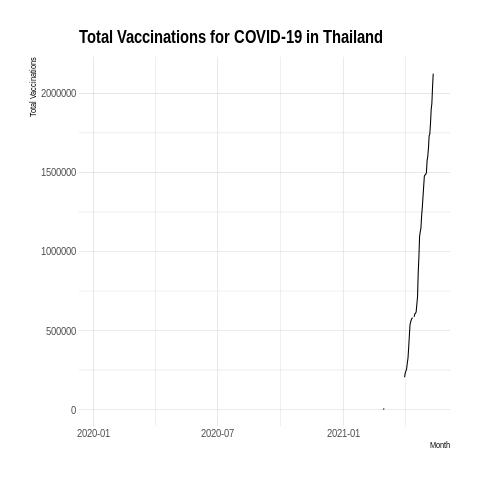 Total Vaccinations for COVID-19 in Thailand
Total Vaccinations
2000000
1500000
1000000
500000
0
2020-01 2020-07 2021-01
Month